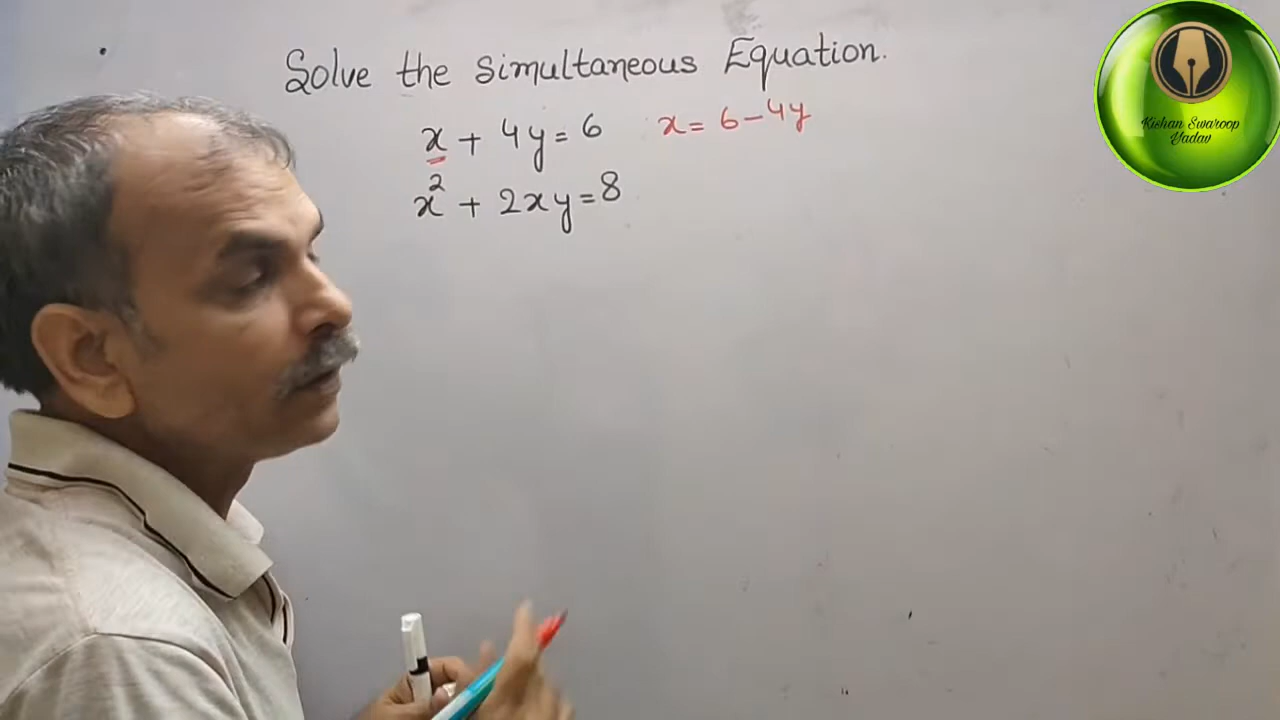 Solve the simultaneous Equation.
x + 4y = 6 x = 6 - 4y
x² + 2xy = 8
Kishan Swaroop
Yadav